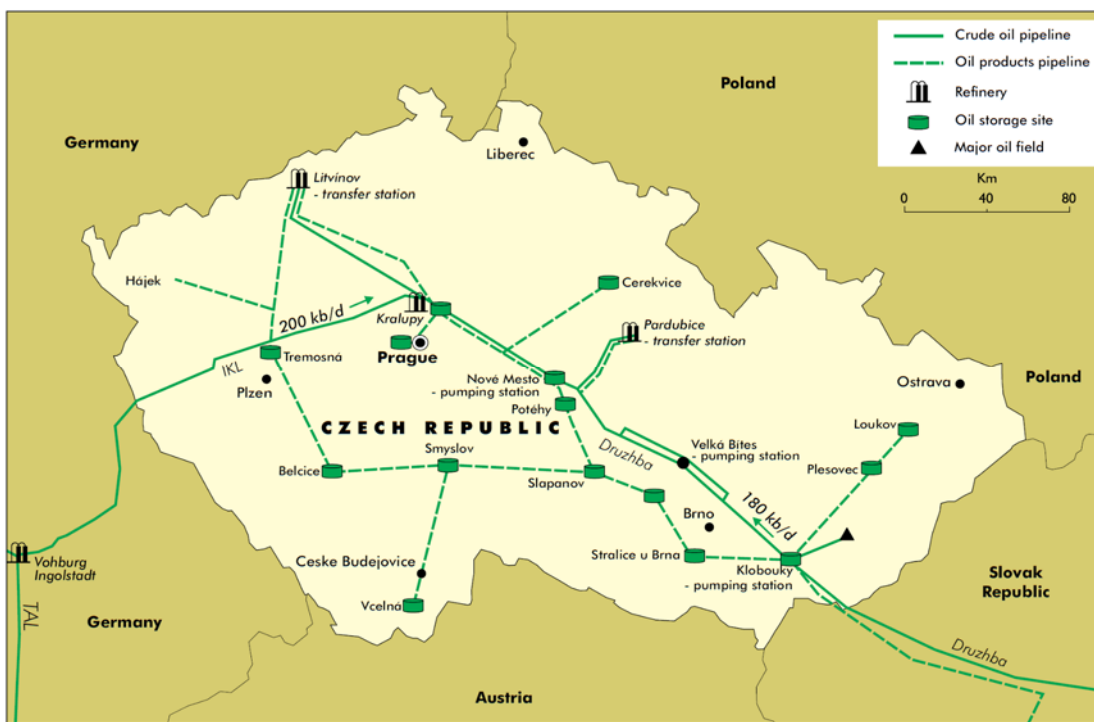 Crude oil pipeline
Oil products pipeline
Refinery
Oil storage site
Major oil field
Km
0 40 80
Poland
Germany
Liberec
Litvínov
- transfer station
Hájek
200 kb/d
Kralupy
Cerekvice
Pardubice
- transfer station
Prague
IKL
Tremosná
Plzen
Nové Mesto
- pumping station
Potéhy
Ostrava
Poland
CZECH REPUBLIC
Loukov
Druzhba
Velká Bítes
- pumping station
Smyslov
Belcice
Slapanov
Plesovec
180 kb/d
Brno
Vohburg
Ingolstadt
Ceske Budejovice
Stralice u Brna
Klobouky
- pumping station
Slovak
Republic
Vcelná
TAL
Germany
Druzhba
Austria